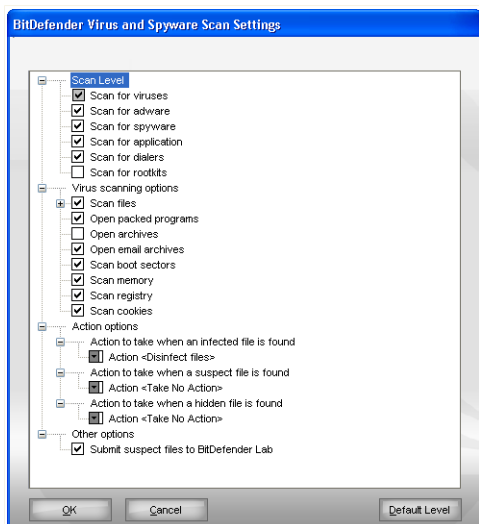 BitDefender Virus and Spyware Scan Settings
Scan Level
Scan for viruses
Scan for adware
Scan for spyware
Scan for application
Scan for dialers
Scan for rootkits
Virus scanning options
Scan files
Open packed programs
Open archives
Open email archives
Scan boot sectors
Scan memory
Scan registry
Scan cookies
Action options
Action to take when an infected file is found
Action <Disinfect files>
Action to take when a suspect file is found
Action <Take No Action>
Action to take when a hidden file is found
Action <Take No Action>
Other options
Submit suspect files to BitDefender Lab
OK Cancel Default Level